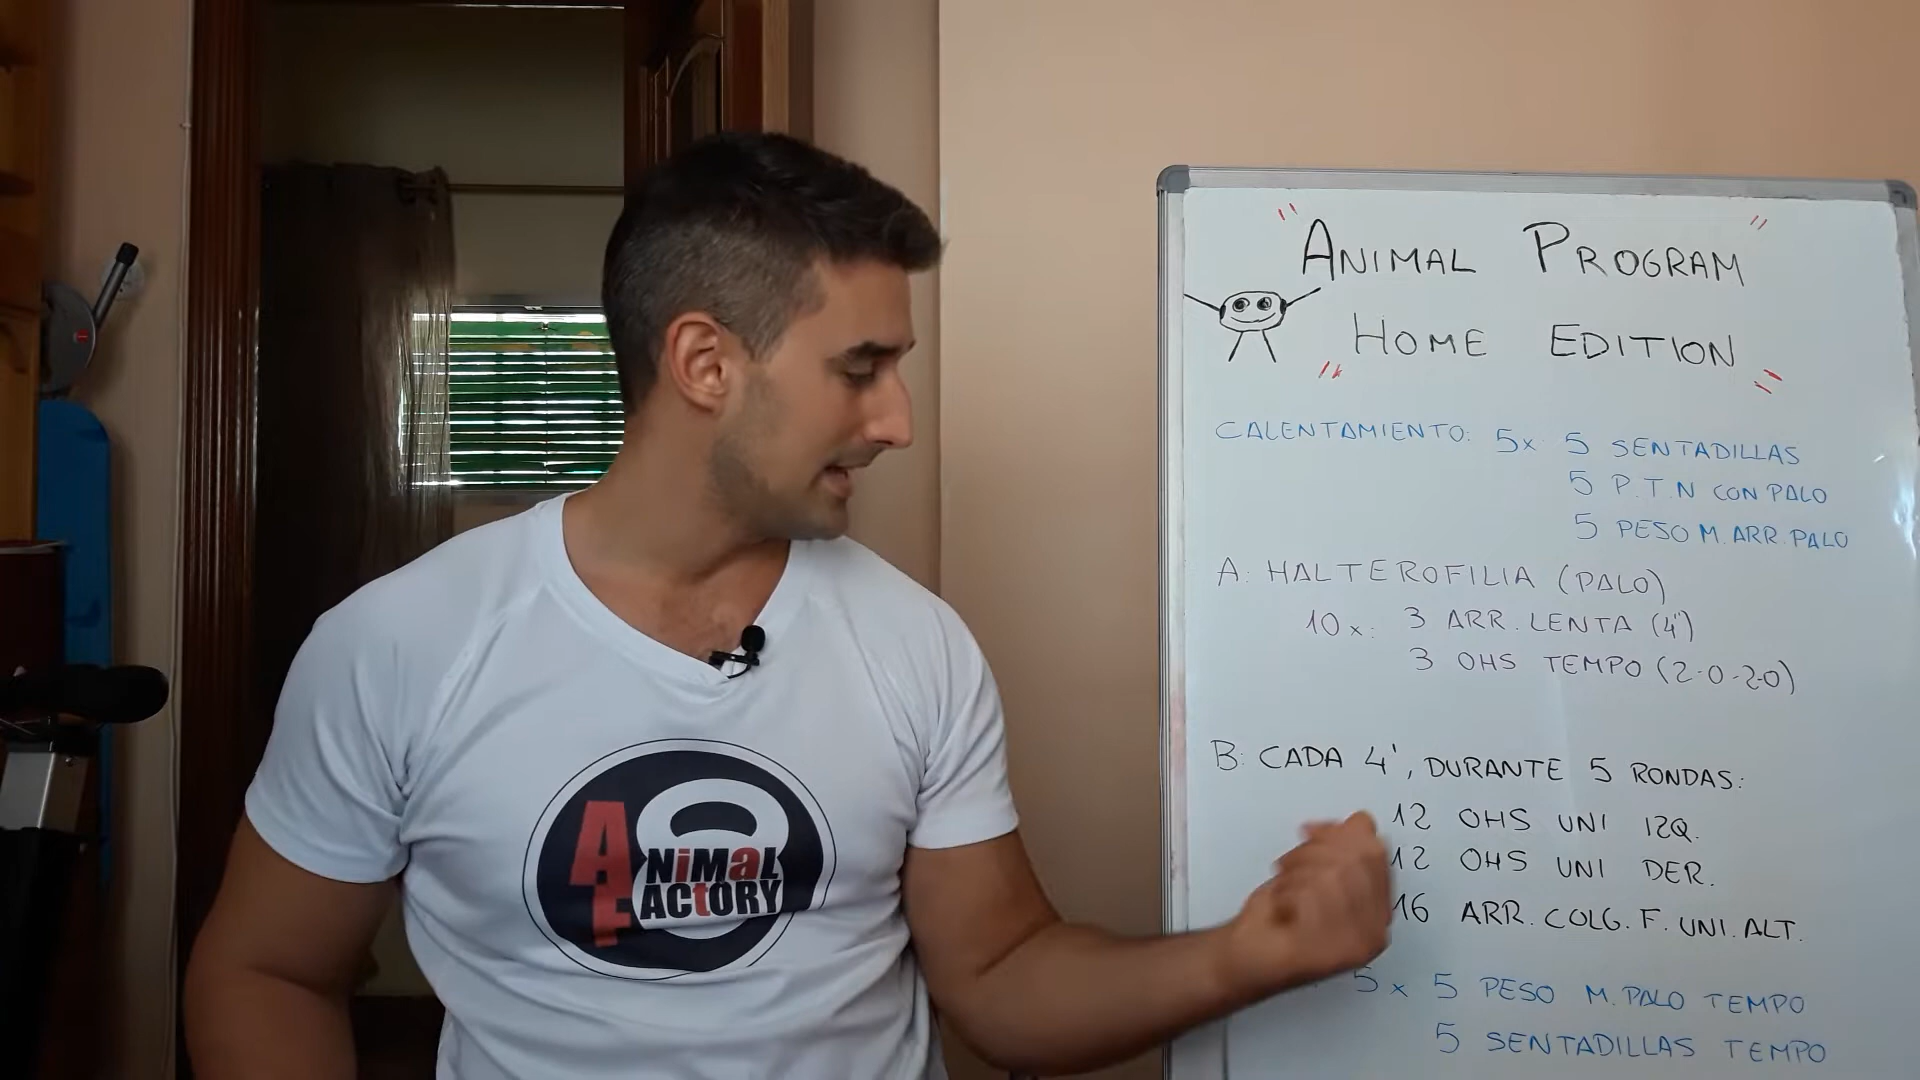 "ANIMAL PROGRAM
HOME EDITION"
CALENTAMIENTO: 5x 5 SENTADILLAS
5 P.T.N CON PALO
5 PESO M. ARR. PALO
A: HALTEROFILIA (PALO)
10 x: 3 ARR. LENTA (4')
3 OHS TEMPO (2-0-2-0)
B: CADA 4', DURANTE 5 RONDAS:
12 OHS UNI IZQ.
12 OHS UNI DER.
16 ARR. COLG. F. UNI. ALT.
5 x 5 PESO M. PALO TEMPO
5 SENTADILLAS TEMPO
ANiMaL
FACtORY